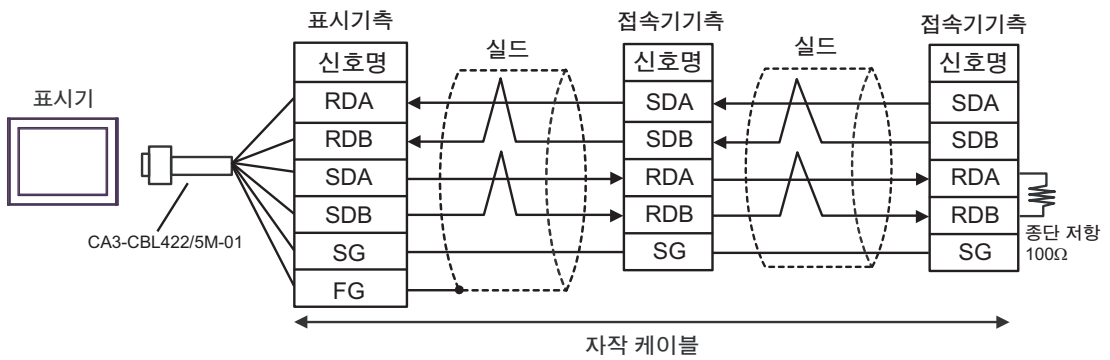 표시기측
접속기기측
접속기기측
실드
실드
신호명
신호명
신호명
표시기
RDA
SDA
SDA
RDB
SDB
SDB
SDA
RDA
RDA
SDB
RDB
RDB
CA3-CBL422/5M-01
SG
SG
SG
종단 저항
100Ω
FG
자작 케이블